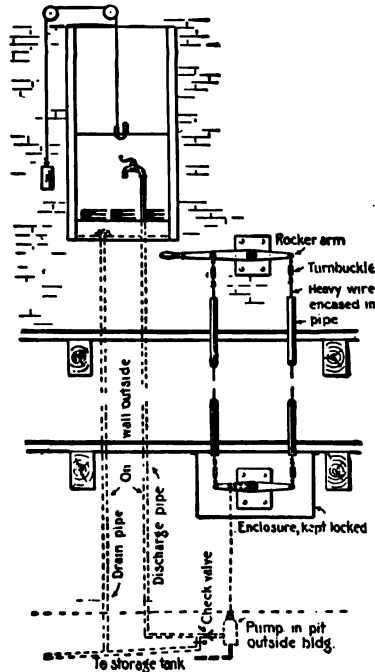 Rocker arm
Turnbuckle
Heavy wire
encased in
pipe
On wall outside
Drain pipe
Discharge pipe
Enclosure, kept locked
Check valve
Pump in pit
outside bldg.
To storage tank